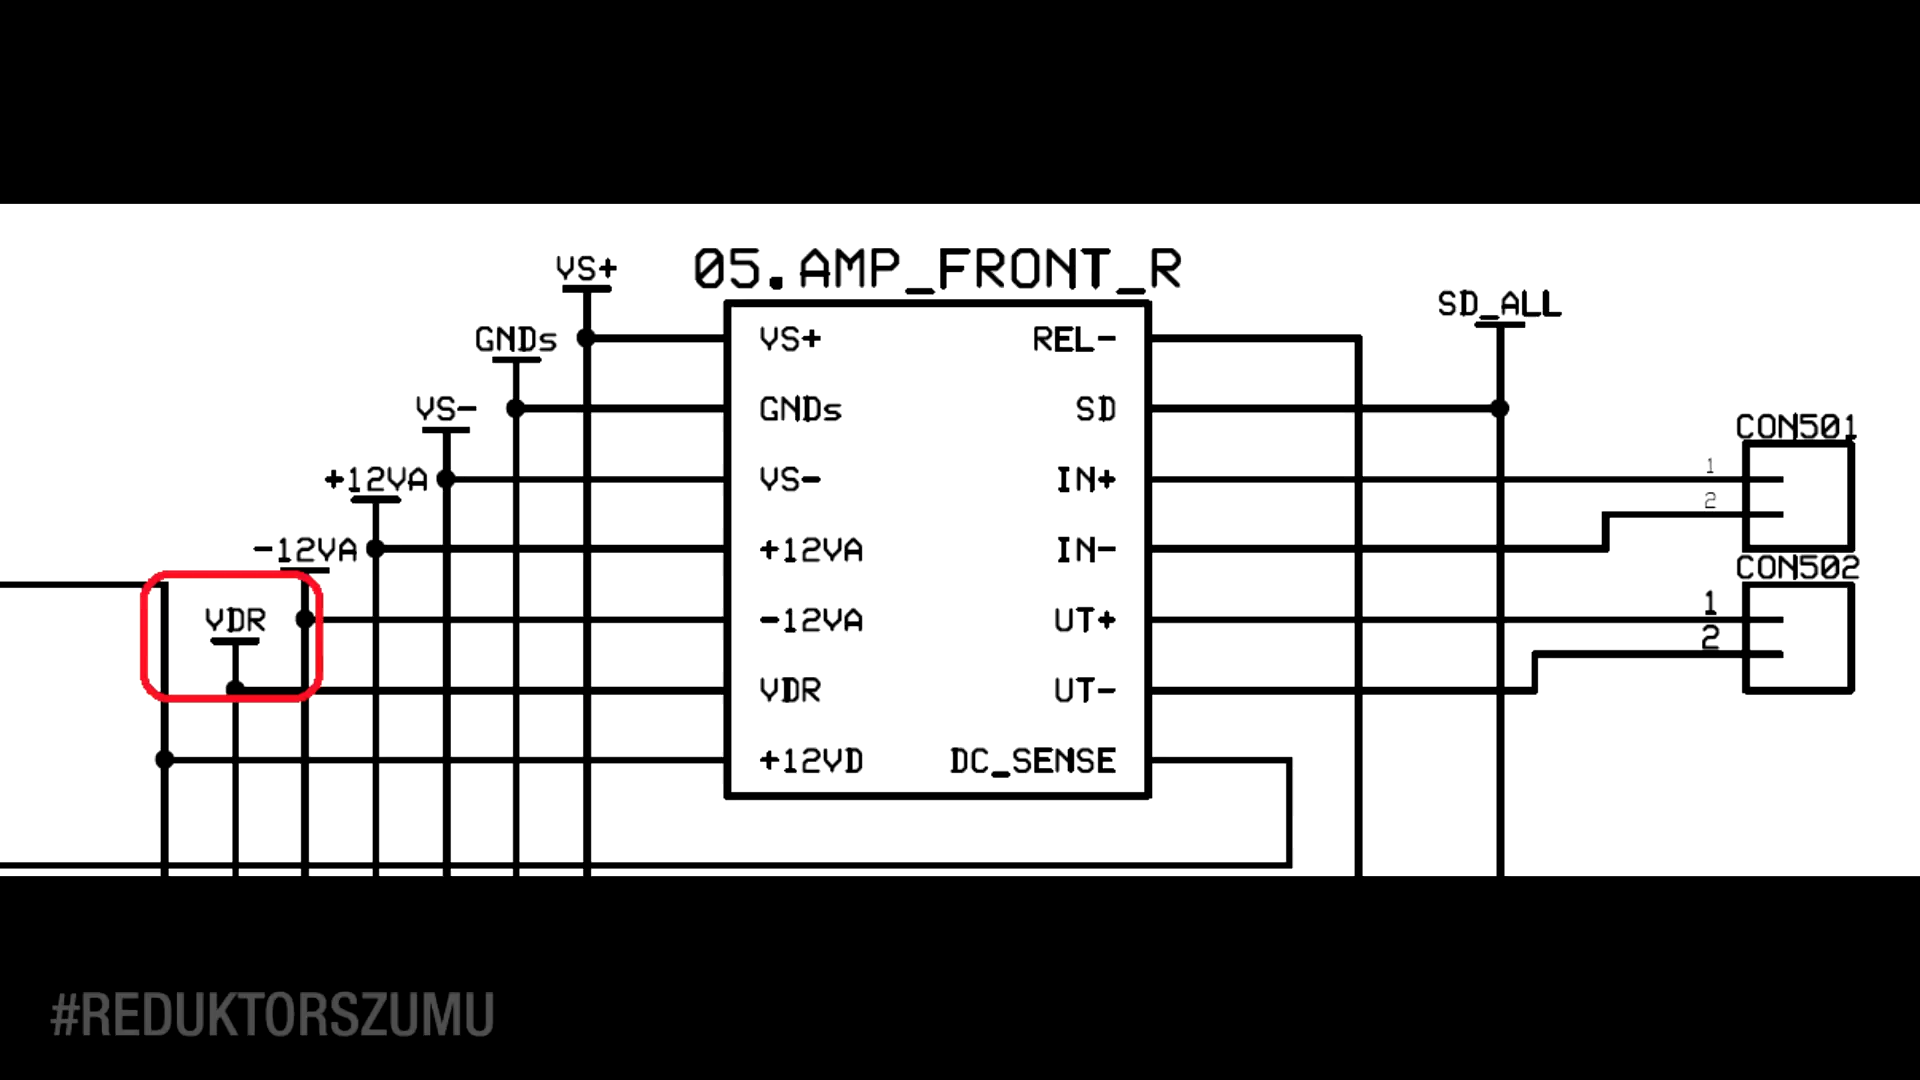 05.AMP_FRONT_R
VS+
GNDs
VS-
+12VA
-12VA
VDR
VS+
GNDs
VS-
+12VA
-12VA
VDR
+12VD
REL-
SD
IN+
IN-
UT+
UT-
DC_SENSE
SD_ALL
CON501
1
2
CON502
1
2
#REDUKTORSZUMU